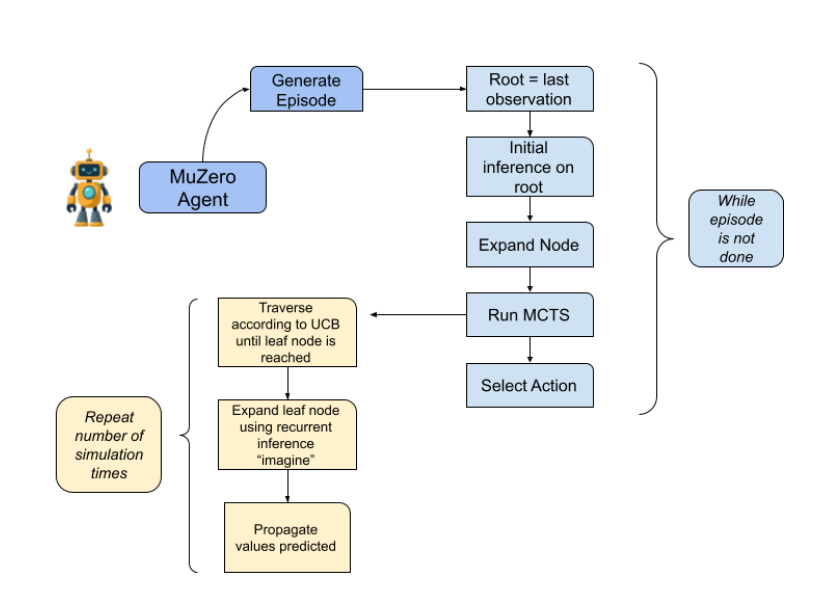 Generate
Episode
Root = last
observation
Initial
inference on
root
MuZero
Agent
While
episode
is not
done
Expand Node
Run MCTS
Traverse
according to UCB
until leaf node is
reached
Select Action
Repeat
number of
simulation
times
Expand leaf node
using recurrent
inference
“imagine”
Propagate
values predicted